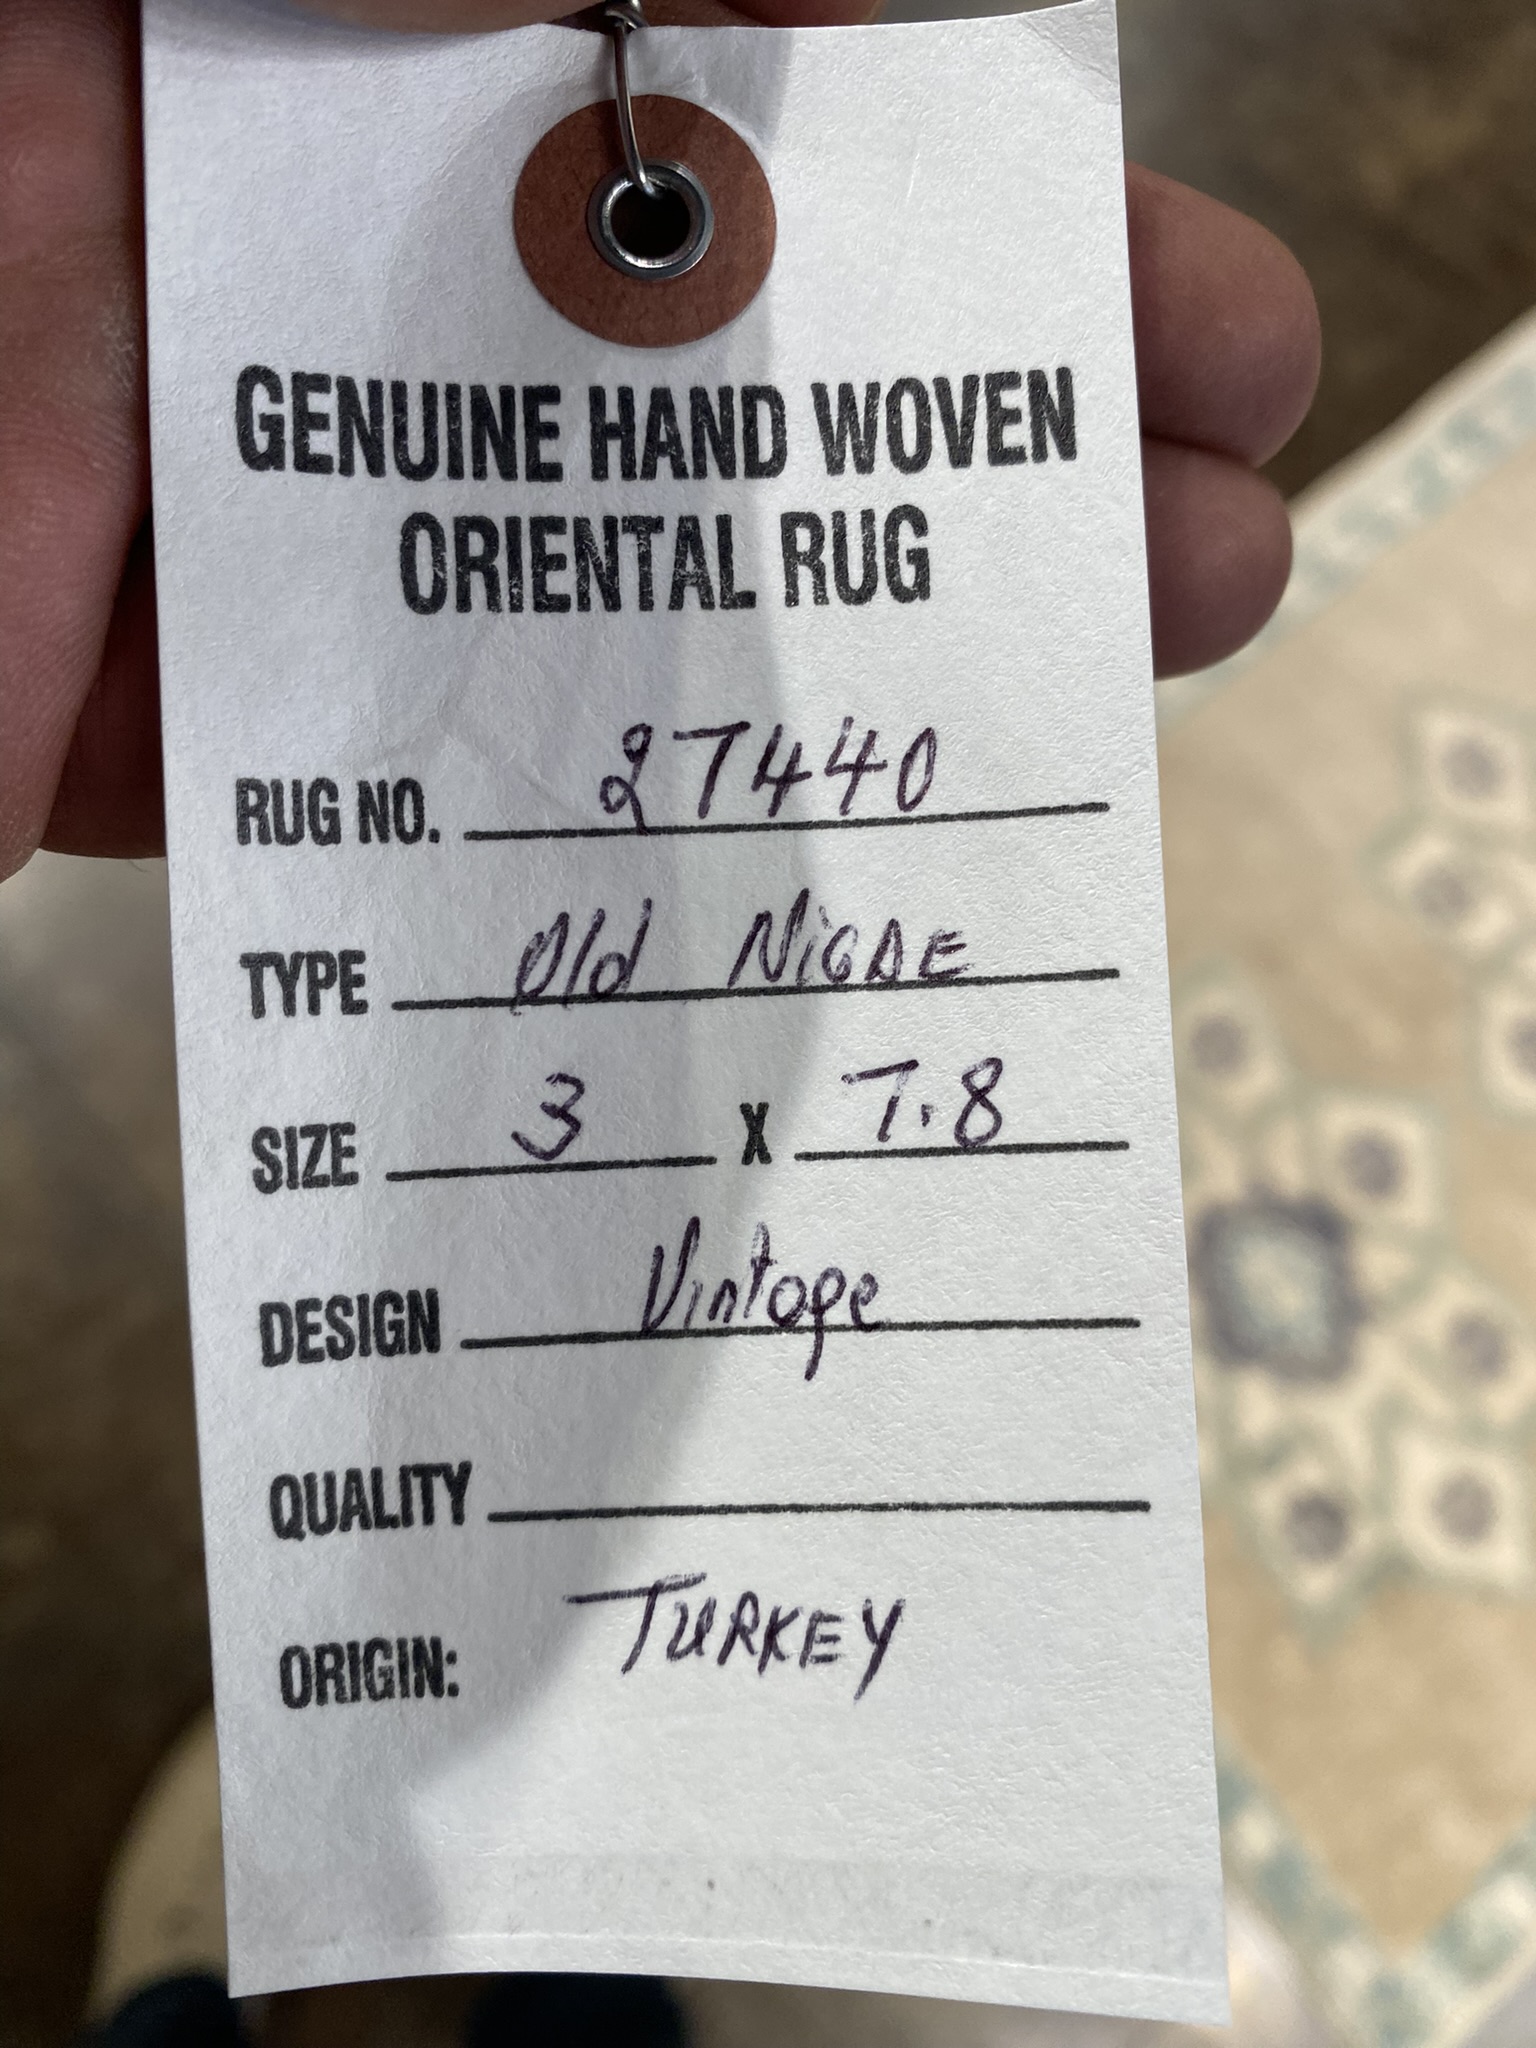 GENUINE HAND WOVEN
ORIENTAL RUG
RUG NO. 27440
TYPE Old NiGDE
SIZE 3 X 7.8
DESIGN Vintage
QUALITY
ORIGIN: TURKEY